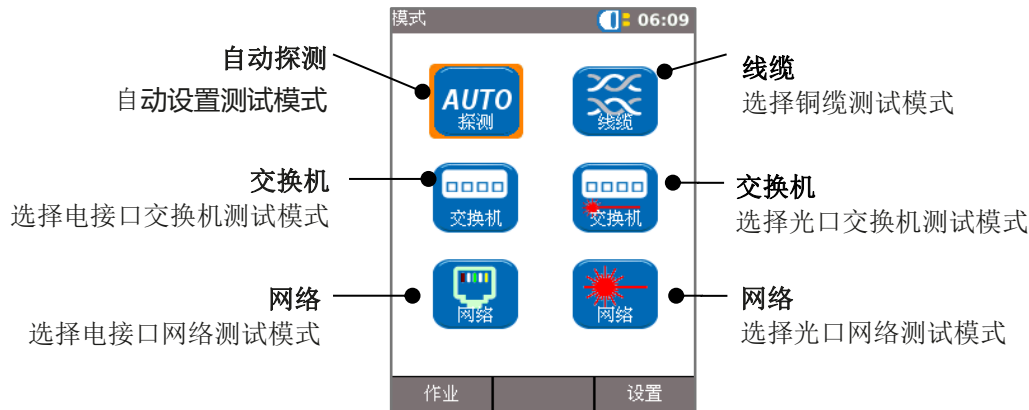 模式 06:09
自动探测
自动设置测试模式
AUTO
探测
线缆
线缆
选择铜缆测试模式
交换机
选择电接口交换机测试模式
交换机
交换机
交换机
选择光口交换机测试模式
网络
选择电接口网络测试模式
网络
网络
网络
选择光口网络测试模式
作业 设置